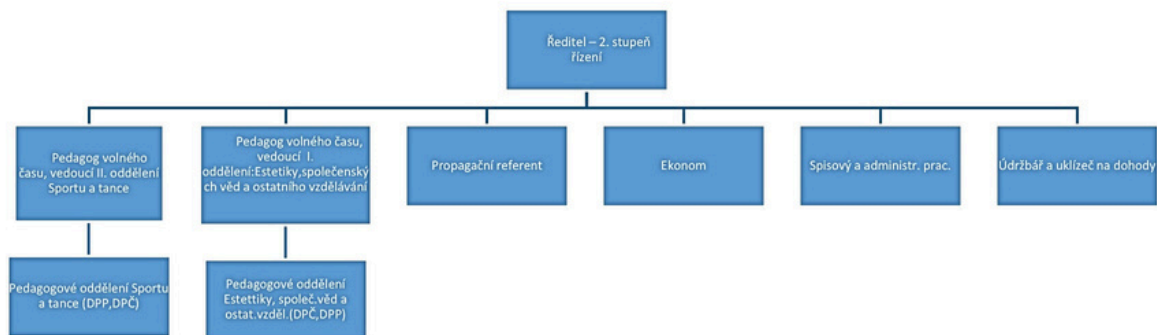 Ředitel – 2. stupeň
řízení
Pedagog volného
času, vedoucí II. oddělení
Sportu a tance
Pedagog volného času,
vedoucí I.
oddělení:Estetiky,společenský
ch věd a ostatního vzdělávání
Propagační referent
Ekonom
Spisový a administr. prac.
Údržbář a uklízeč na dohody
Pedagogové oddělení Sportu
a tance (DPP,DPČ)
Pedagogové oddělení
Estettiky, společ.věd a
ostat.vzděl.(DPČ,DPP)